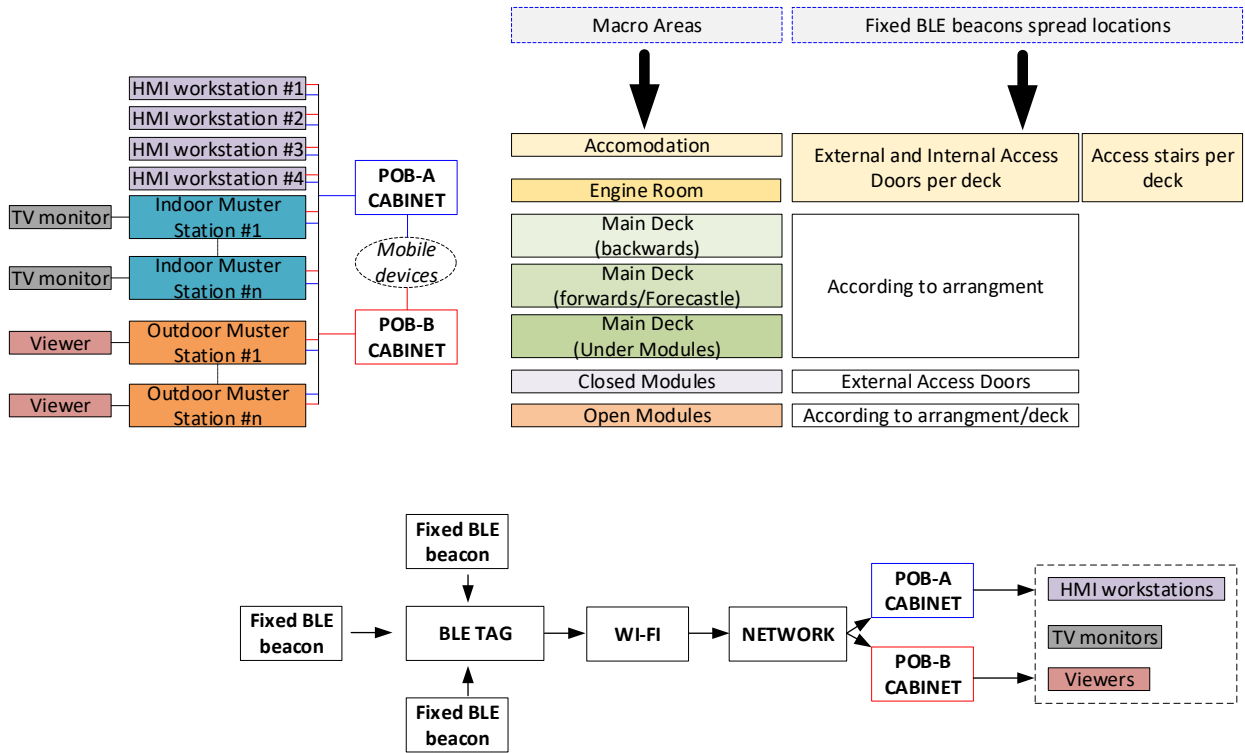 Macro Areas
Fixed BLE beacons spread locations
HMI workstation #1
HMI workstation #2
HMI workstation #3
HMI workstation #4
TV monitor
Indoor Muster
Station #1
TV monitor
Indoor Muster
Station #n
Viewer
Outdoor Muster
Station #1
Viewer
Outdoor Muster
Station #n
POB-A
CABINET
Mobile
devices
POB-B
CABINET
Accomodation
Engine Room
External and Internal Access
Doors per deck
Access stairs per
deck
Main Deck
(backwards)
Main Deck
(forwards/Forecastle)
Main Deck
(Under Modules)
According to arrangment
Closed Modules
External Access Doors
Open Modules
According to arrangment/deck
Fixed BLE
beacon
Fixed BLE
beacon
BLE TAG
Fixed BLE
beacon
WI-FI
NETWORK
POB-A
CABINET
POB-B
CABINET
HMI workstations
TV monitors
Viewers